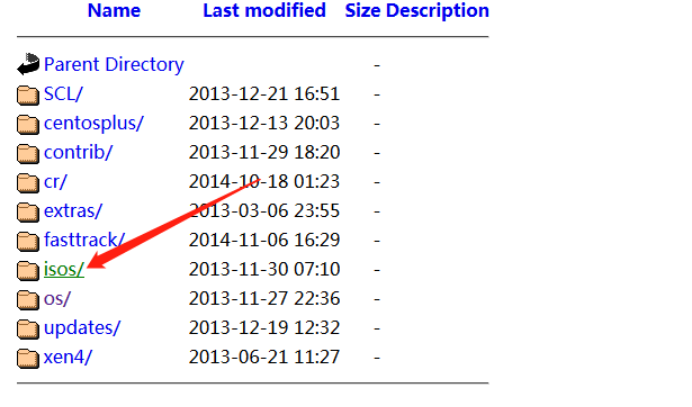 Name Last modified Size Description
Parent Directory -
SCL/ 2013-12-21 16:51 -
centosplus/ 2013-12-13 20:03 -
contrib/ 2013-11-29 18:20 -
cr/ 2014-10-18 01:23 -
extras/ 2013-03-06 23:55 -
fasttrack/ 2014-11-06 16:29 -
isos/ 2013-11-30 07:10 -
os/ 2013-11-27 22:36 -
updates/ 2013-12-19 12:32 -
xen4/ 2013-06-21 11:27 -